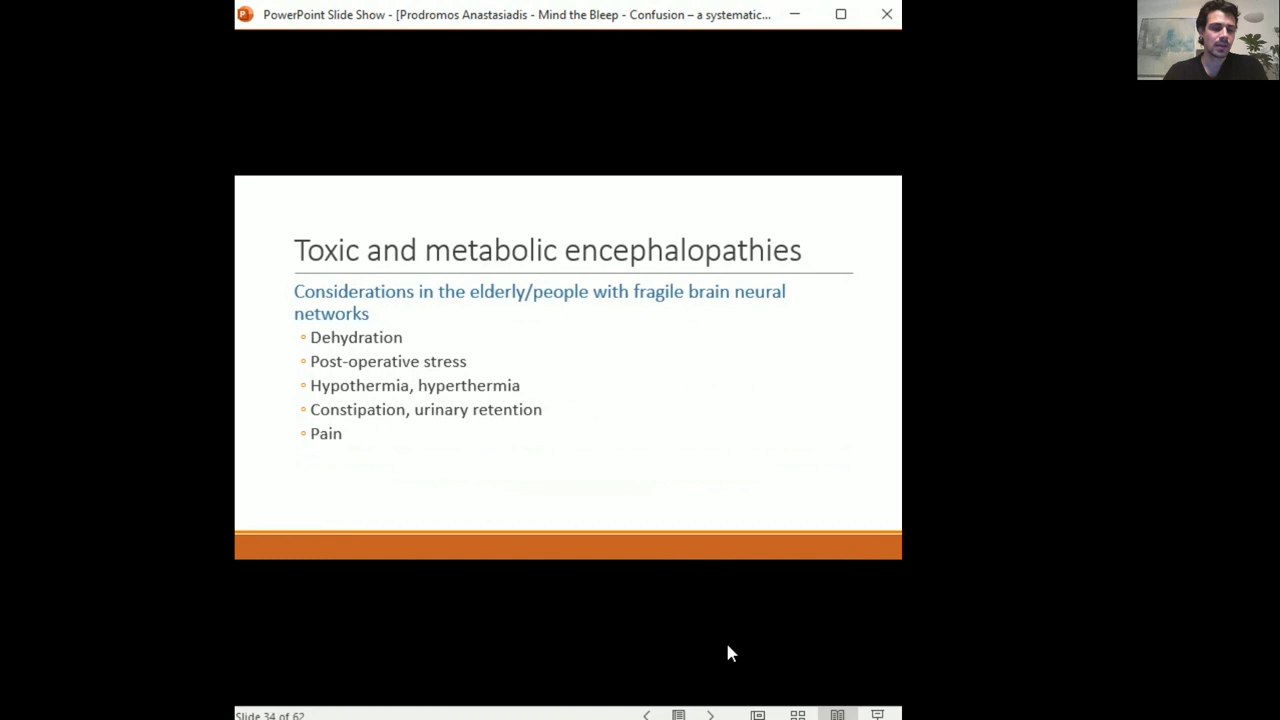 PowerPoint Slide Show - [Prodromos Anastasiadis - Mind the Bleep - Confusion – a systematic...
Toxic and metabolic encephalopathies
Considerations in the elderly/people with fragile brain neural
networks
Dehydration
Post-operative stress
Hypothermia, hyperthermia
Constipation, urinary retention
Pain
Slide 34 of 62